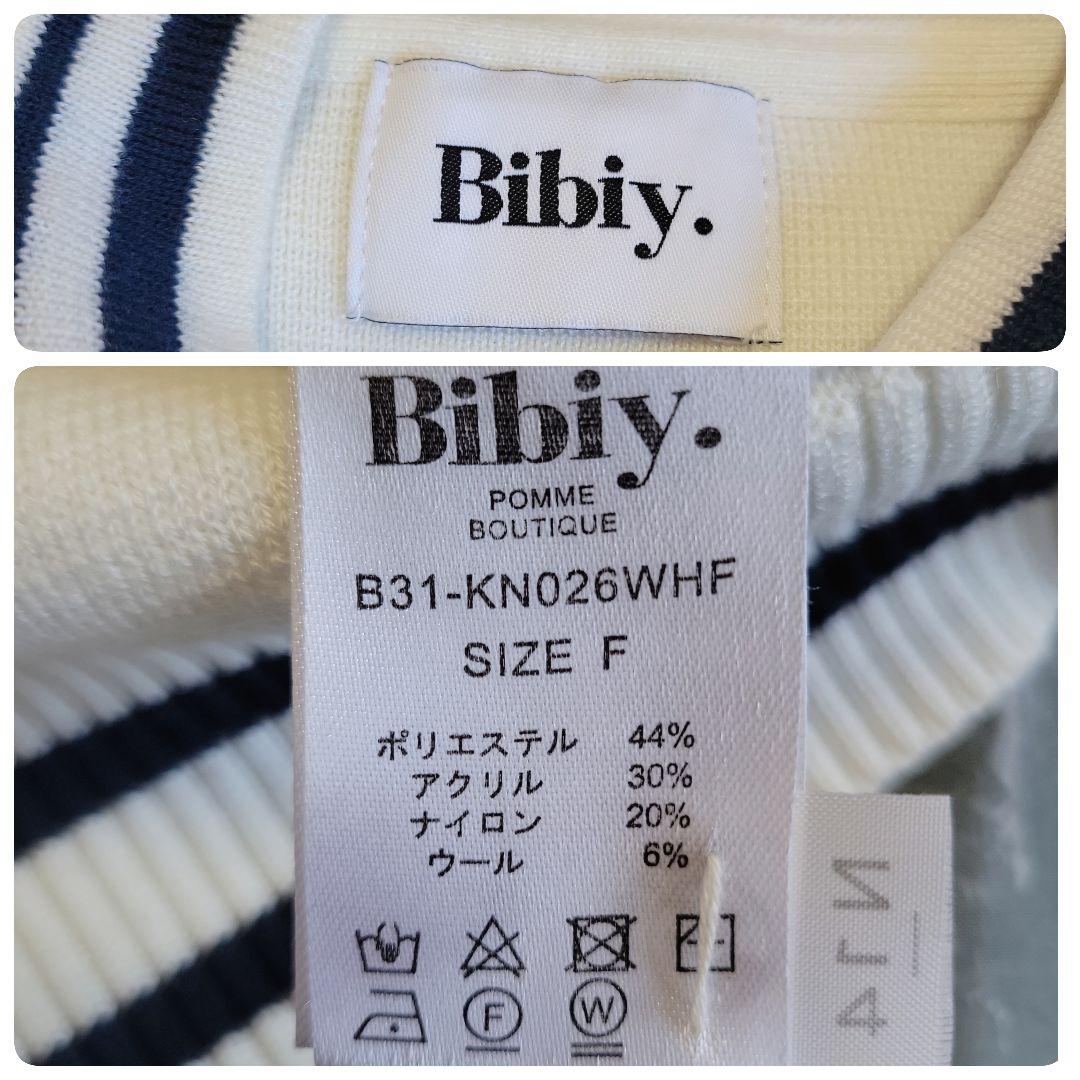 Bibiy.
Bibiy.
POMME
BOUTIQUE
B31-KN026WHF
SIZE F
ポリエステル 44%
アクリル 30%
ナイロン 20%
ウール 6%
F
W